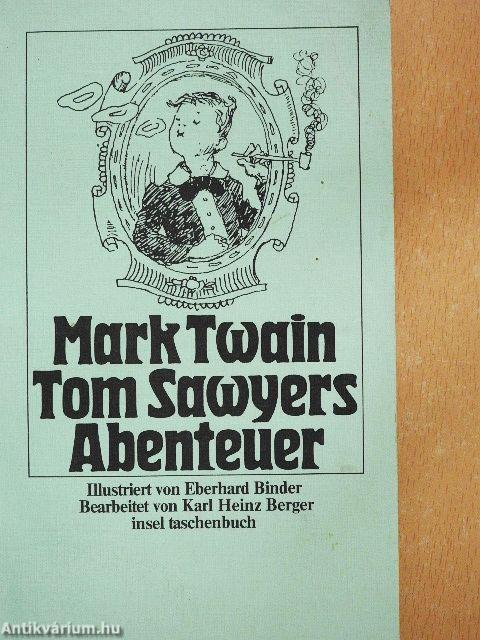 Mark Twain
Tom Sawyers
Abenteuer
Illustriert von Eberhard Binder
Bearbeitet von Karl Heinz Berger
insel taschenbuch
Antikvárium.hu